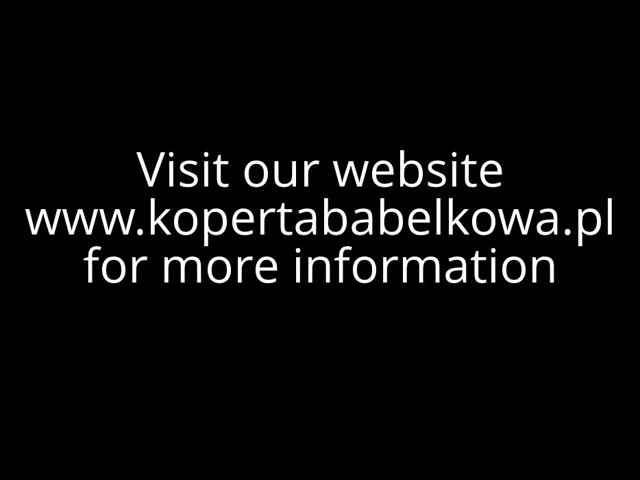 Visit our website
www.kopertababelkowa.pl
for more information